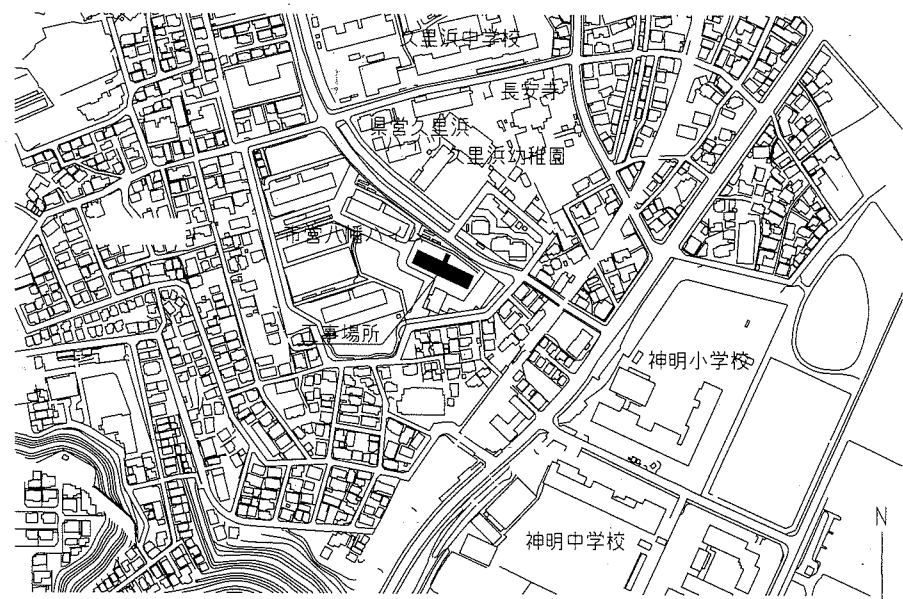 久里浜中学校
長安寺
県営久里浜
久里浜幼稚園
市営八幡ハイ
工事場所
神明小学校
神明中学校
N